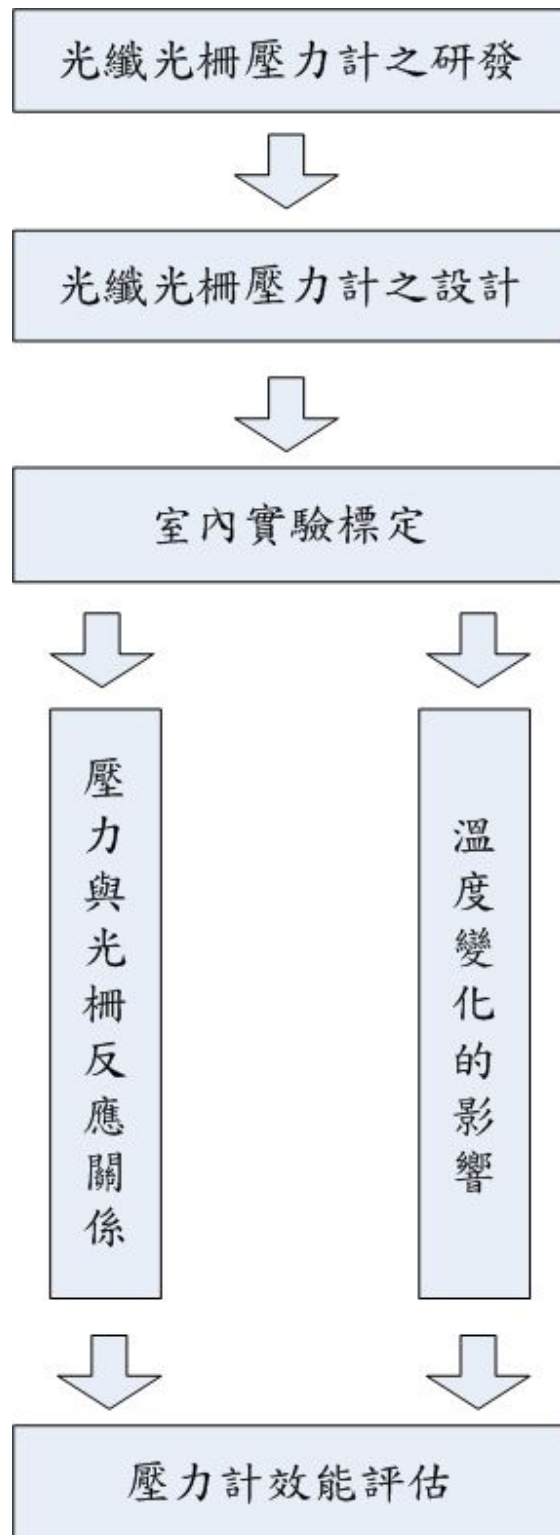 光纖光柵壓力計之研發
光纖光柵壓力計之設計
室內實驗標定
壓力與光柵反應關係
溫度變化的影響
壓力計效能評估